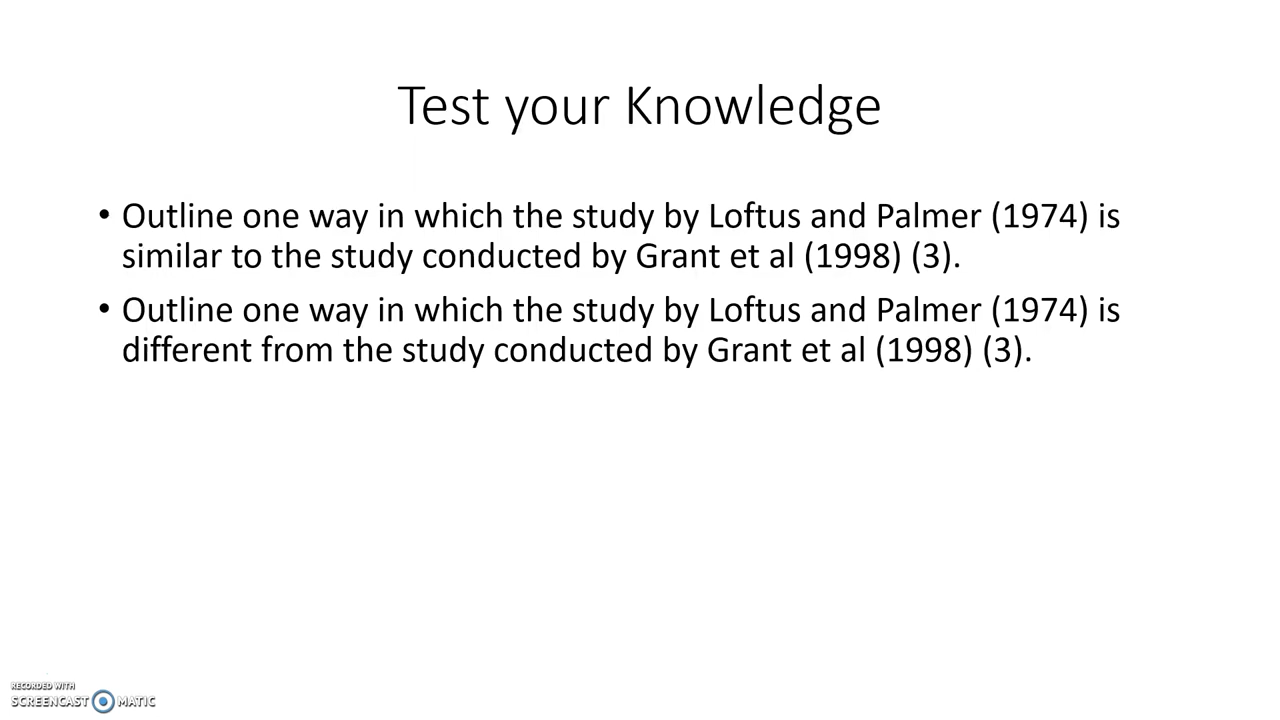 Test your Knowledge
• Outline one way in which the study by Loftus and Palmer (1974) is
similar to the study conducted by Grant et al (1998) (3).
• Outline one way in which the study by Loftus and Palmer (1974) is
different from the study conducted by Grant et al (1998) (3).
RECORDED WITH
SCREENCAST MATIC